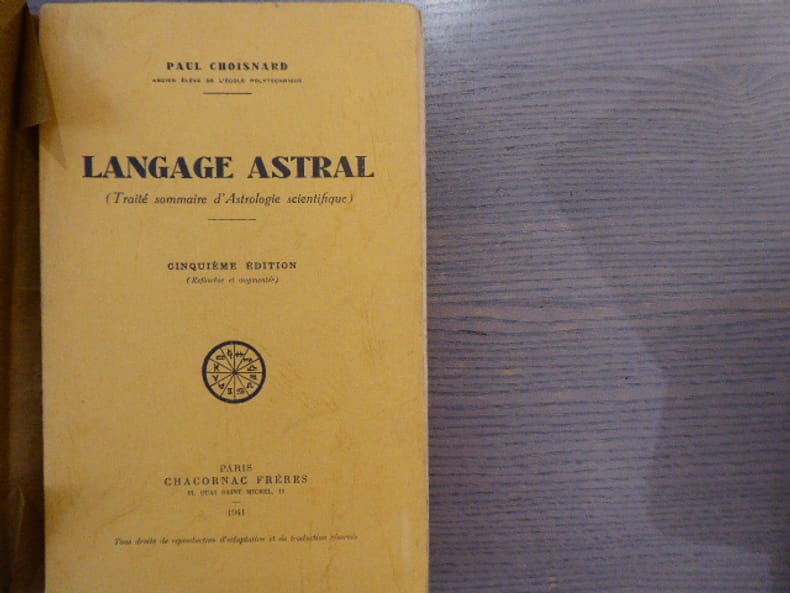 PAUL CHOISNARD
ANCIEN ÉLÈVE DE L'ÉCOLE POLYTECHNIQUE
LANGAGE ASTRAL
(Traité sommaire d'Astrologie scientifique)
CINQUIÈME ÉDITION
(Refondue et augmentée)
PARIS
CHACORNAC FRÈRES
11, QUAI SAINT MICHEL, 11
1941
Tous droits de reproduction d'adaptation et de traduction réservés